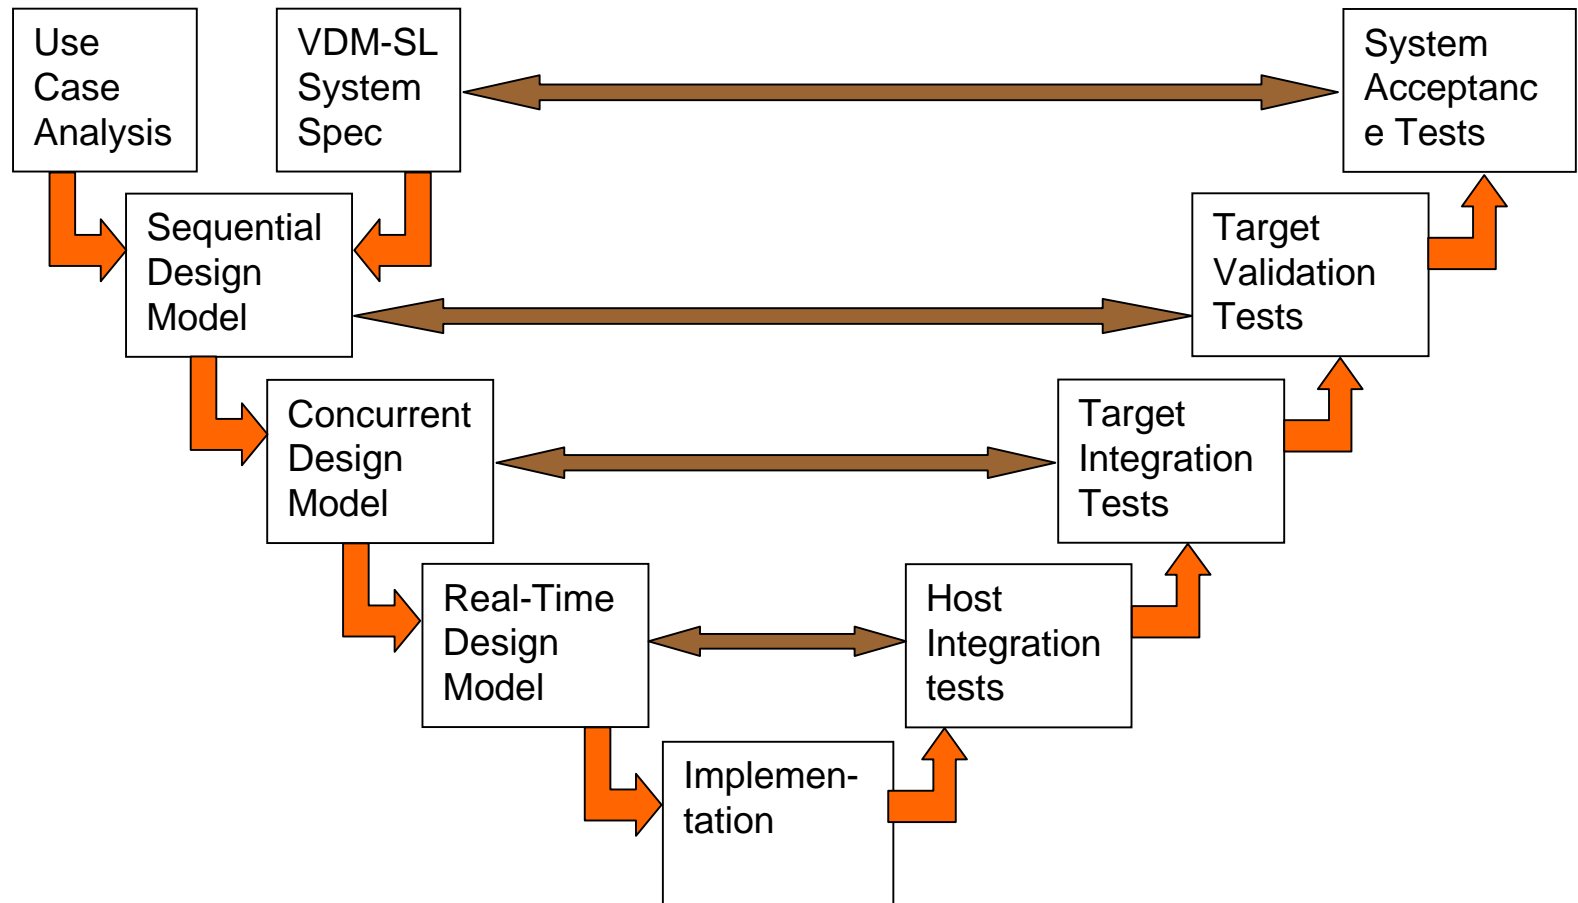 Use
Case
Analysis
VDM-SL
System
Spec
System
Acceptanc
e Tests
Sequential
Design
Model
Target
Validation
Tests
Concurrent
Design
Model
Target
Integration
Tests
Real-Time
Design
Model
Host
Integration
tests
Implemen-
tation